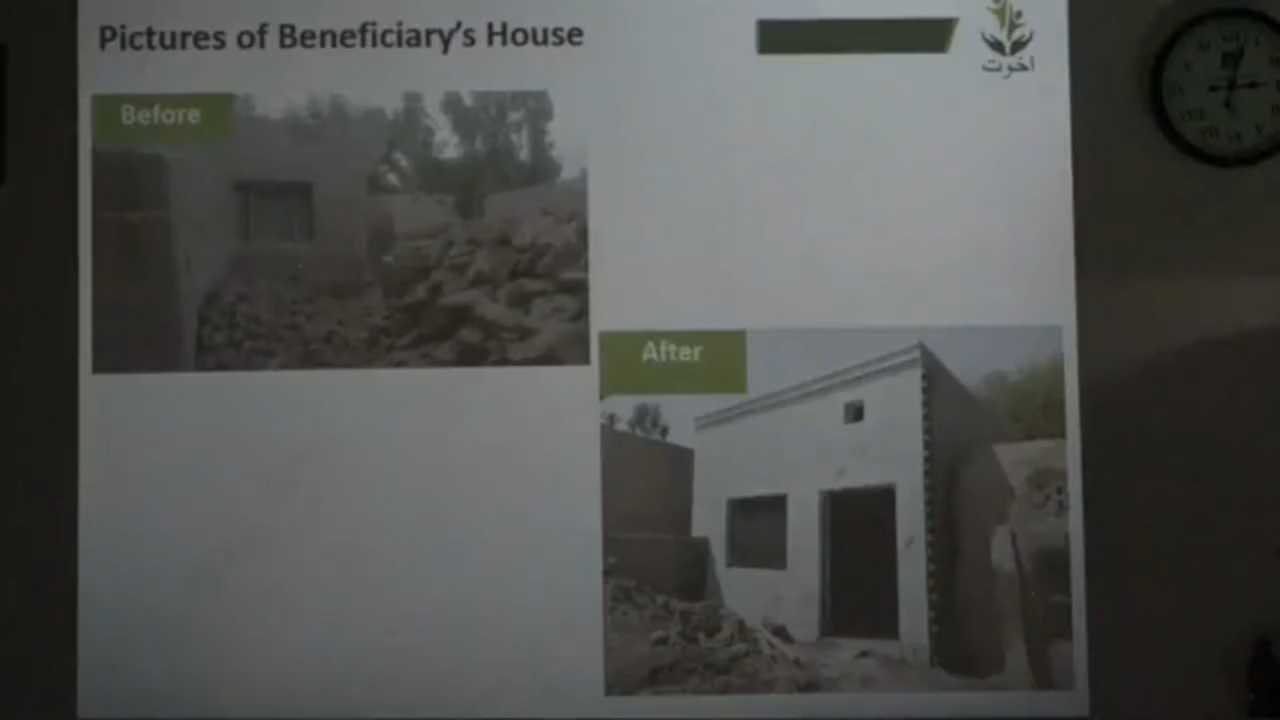 Pictures of Beneficiary's House
اخوت
Before
After